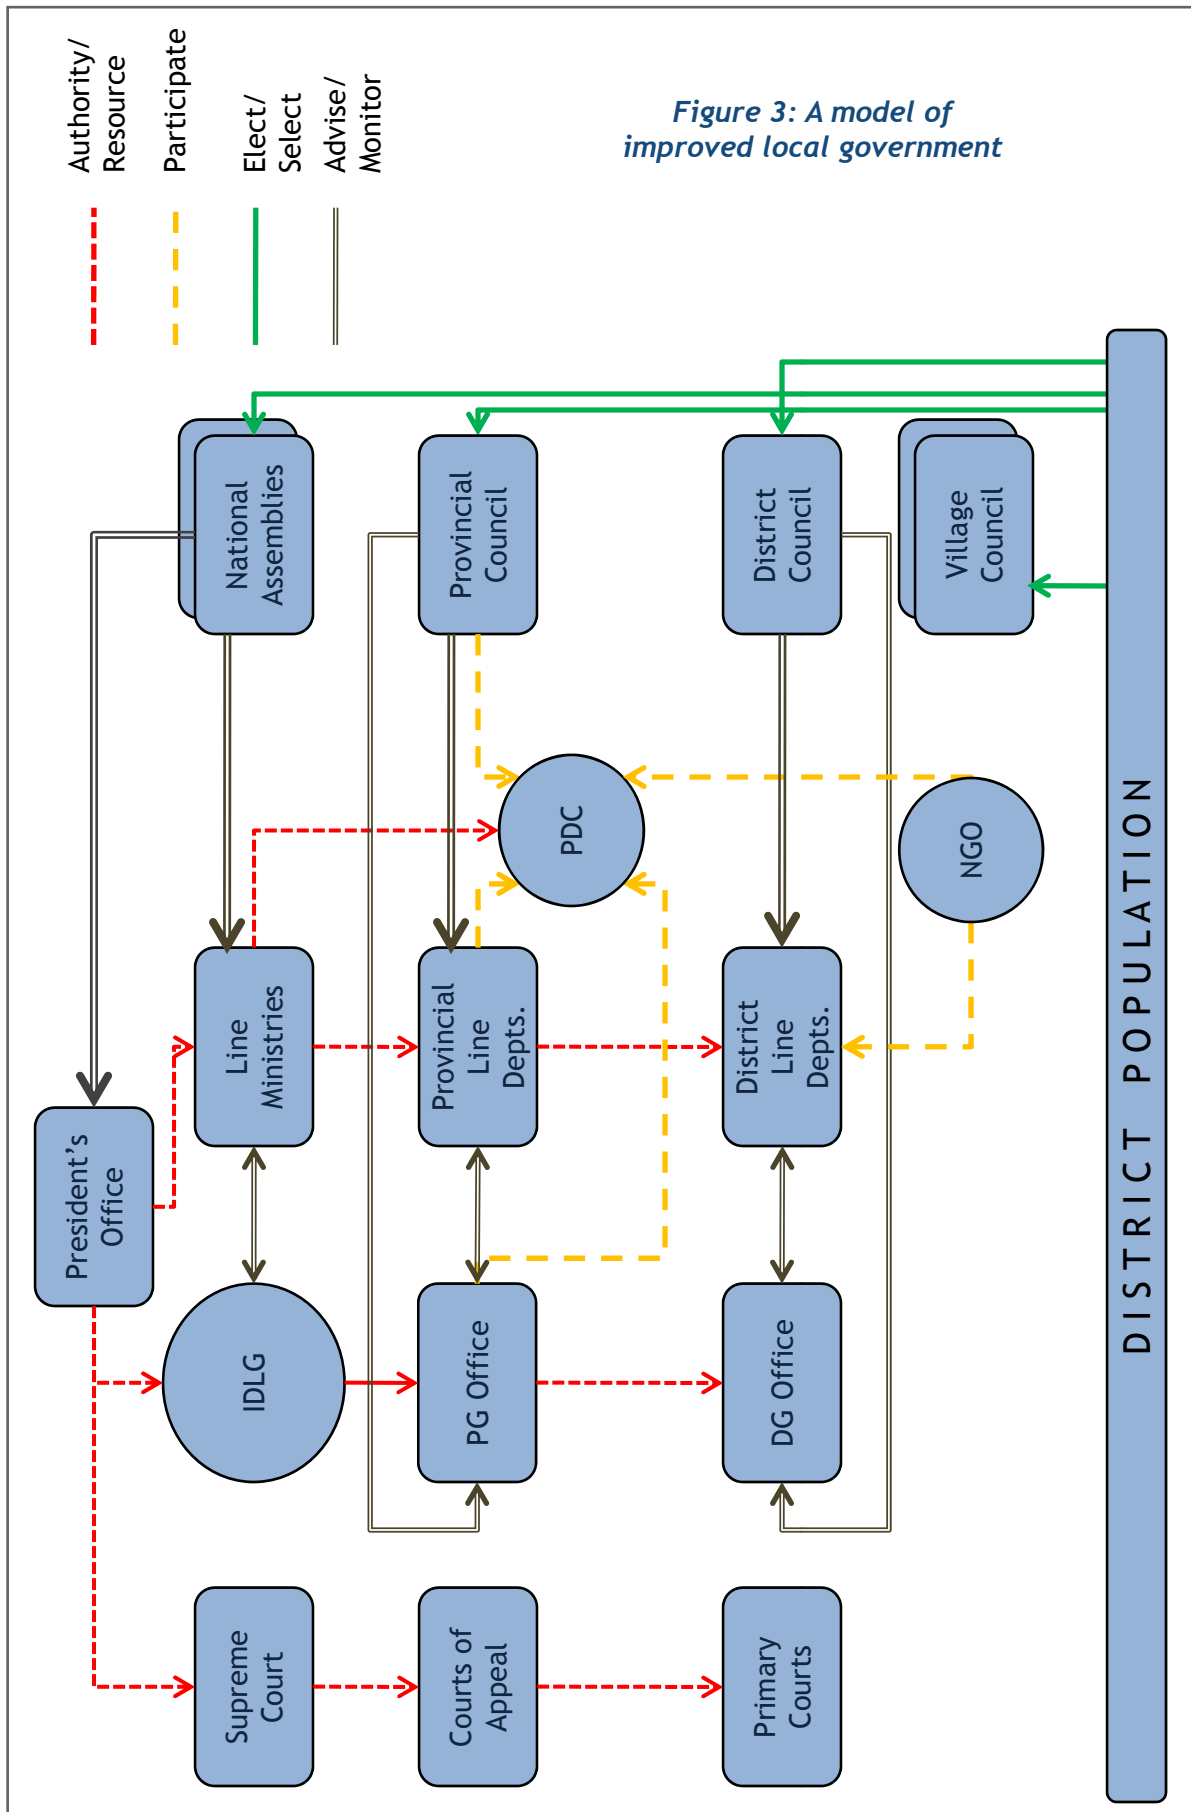 Figure 3: A model of
improved local government
Authority/
Resource
Participate
Elect/
Select
Advise/
Monitor
President's
Office
National
Assemblies
Line
Ministries
IDLG
Supreme
Court
Provincial
Council
PDC
Provincial
Line
Depts.
PG Office
Courts of
Appeal
District
Council
District
Line
Depts.
DG Office
Primary
Courts
Village
Council
NGO
DISTRICT POPULATION